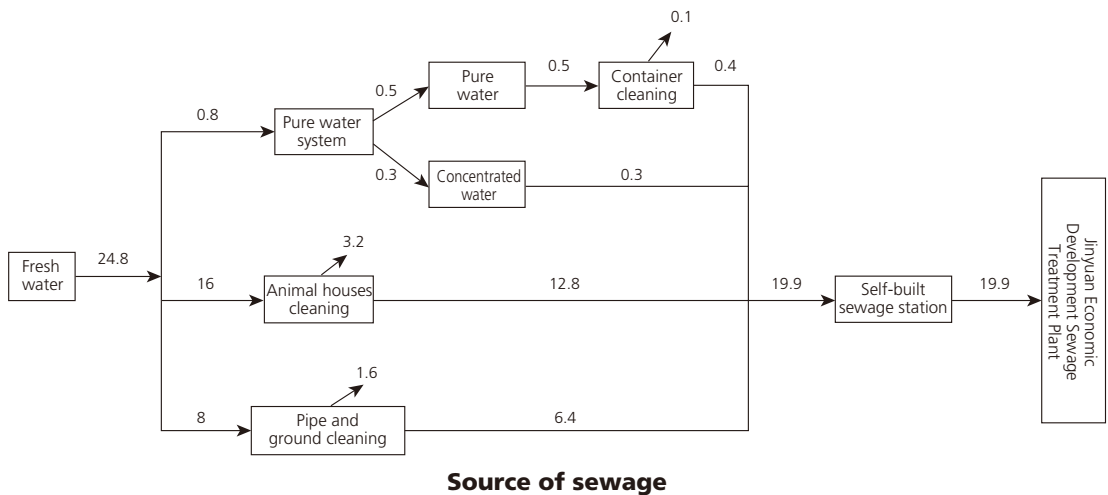 0.1
0.5
Pure
water
0.5
Container
cleaning
0.4
0.8
Pure water
system
0.3
Concentrated
water
0.3
Fresh
water
24.8
3.2
16
Animal houses
cleaning
12.8
19.9
Self-built
sewage station
19.9
Jinyuan Economic
Development Sewage
Treatment Plant
1.6
8
Pipe and
ground cleaning
6.4
Source of sewage